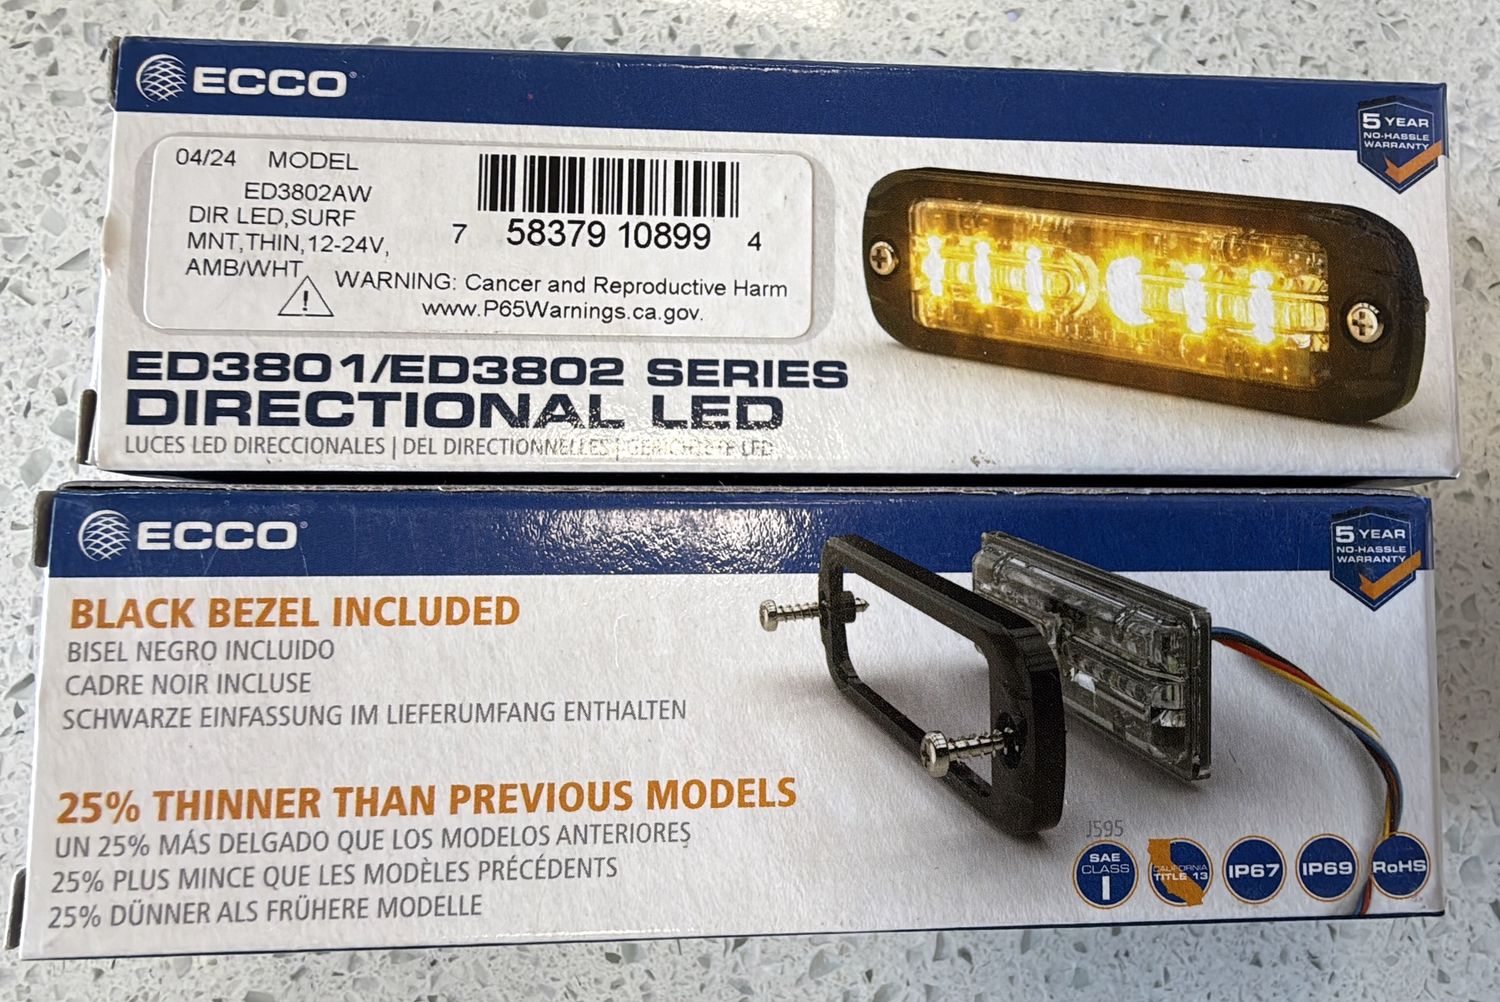 ECCO
5 YEAR
NO-HASSLE
WARRANTY
04/24 MODEL
ED3802AW
DIR LED,SURF
MNT,THIN,12-24V,
AMB/WHT
7 58379 10899 4
WARNING: Cancer and Reproductive Harm
www.P65Warnings.ca.gov.
ED3801/ED3802 SERIES
DIRECTIONAL LED
LUCES LED DIRECCIONALES | DEL DIRECTIONNELLES | GERICHTETE LED
ECCO
5 YEAR
NO-HASSLE
WARRANTY
BLACK BEZEL INCLUDED
BISEL NEGRO INCLUIDO
CADRE NOIR INCLUSE
SCHWARZE EINFASSUNG IM LIEFERUMFANG ENTHALTEN
25% THINNER THAN PREVIOUS MODELS
UN 25% MÁS DELGADO QUE LOS MODELOS ANTERIORES
25% PLUS MINCE QUE LES MODÈLES PRÉCÉDENTS
25% DÜNNER ALS FRÜHERE MODELLE
J595
SAE
CLASS
I
CALIFORNIA
TITLE 13
IP67
IP69
RoHS